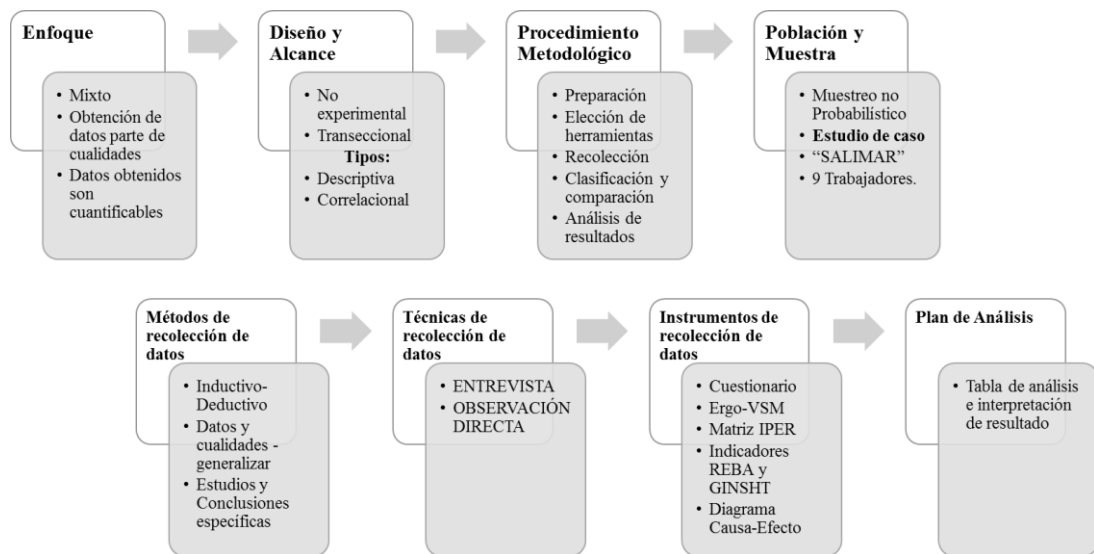 Enfoque
• Mixto
• Obtención de
datos parte de
cualidades
• Datos obtenidos
son
cuantificables
Diseño y
Alcance
• No
experimental
• Transeccional
Tipos:
• Descriptiva
• Correlacional
Procedimiento
Metodológico
• Preparación
• Elección de
herramientas
• Recolección
• Clasificación y
comparación
• Análisis de
resultados
Población y
Muestra
• Muestreo no
Probabilístico
• Estudio de caso
• “SALIMAR”
• 9 Trabajadores.
Métodos de
recolección de
datos
• Inductivo-
Deductivo
• Datos y
cualidades -
generalizar
• Estudios y
Conclusiones
específicas
Técnicas de
recolección de
datos
• ENTREVISTA
• OBSERVACIÓN
DIRECTA
Instrumentos de
recolección de
datos
• Cuestionario
• Ergo-VSM
• Matriz IPER
• Indicadores
REBA y
GINSHT
• Diagrama
Causa-Efecto
Plan de Análisis
• Tabla de análisis
e interpretación
de resultado